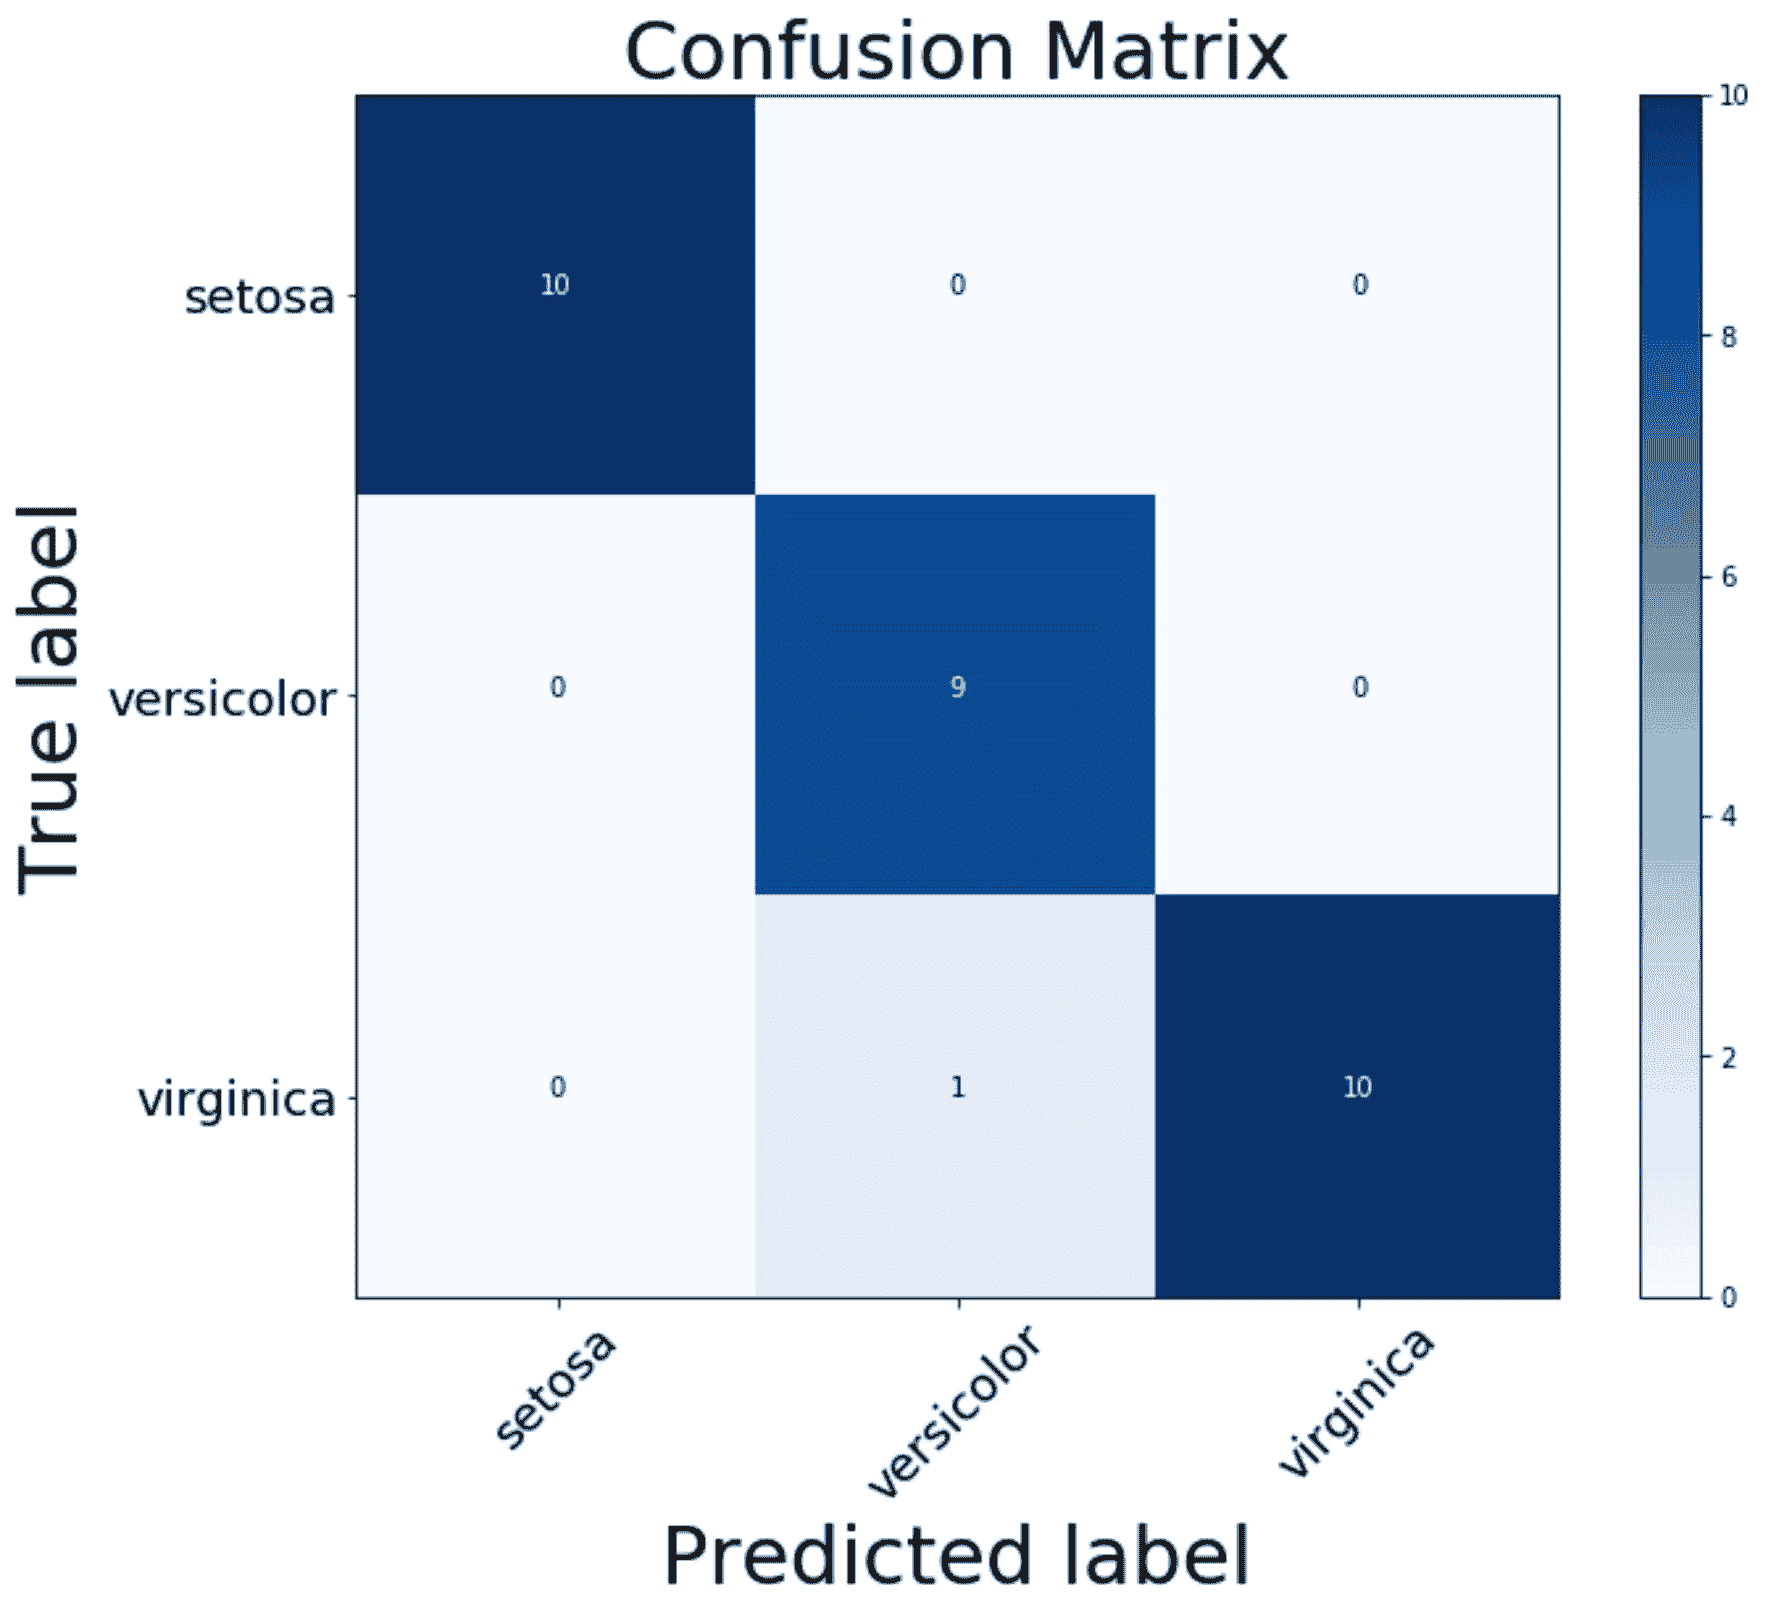 Confusion Matrix
True label
setosa 10 0 0
versicolor 0 9 0
virginica 0 1 10
setosa versicolor virginica
Predicted label
10
8
6
4
2
0